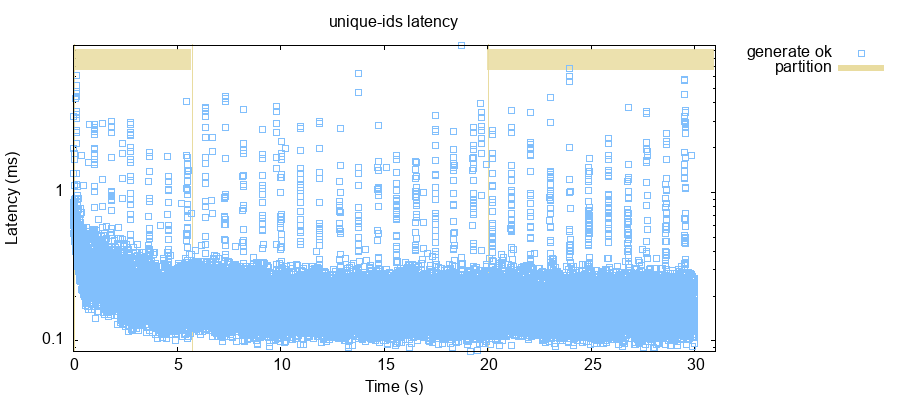 unique-ids latency
generate ok
partition
Latency (ms)
1
0.1
0 5 10 15 20 25 30
Time (s)